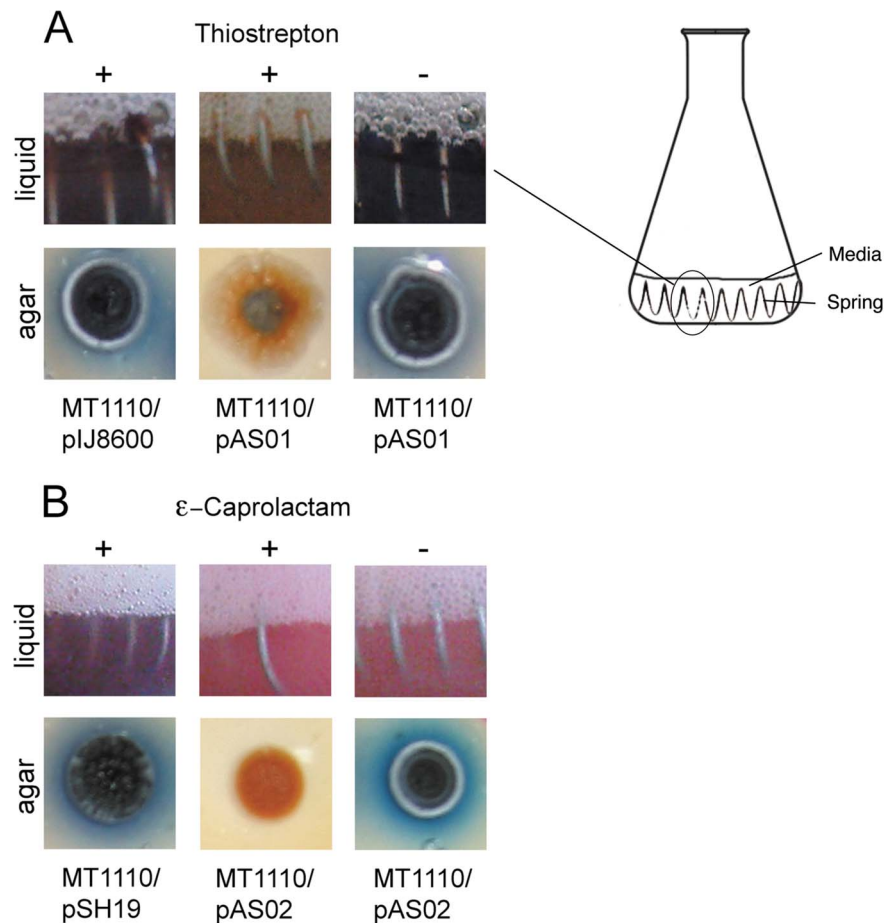 A
Thiostrepton
+ + -
liquid
agar
MT1110/ MT1110/ MT1110/
pIJ8600 pAS01 pAS01
Media
Spring
B
ε–Caprolactam
+ + -
liquid
agar
MT1110/ MT1110/ MT1110/
pSH19 pAS02 pAS02